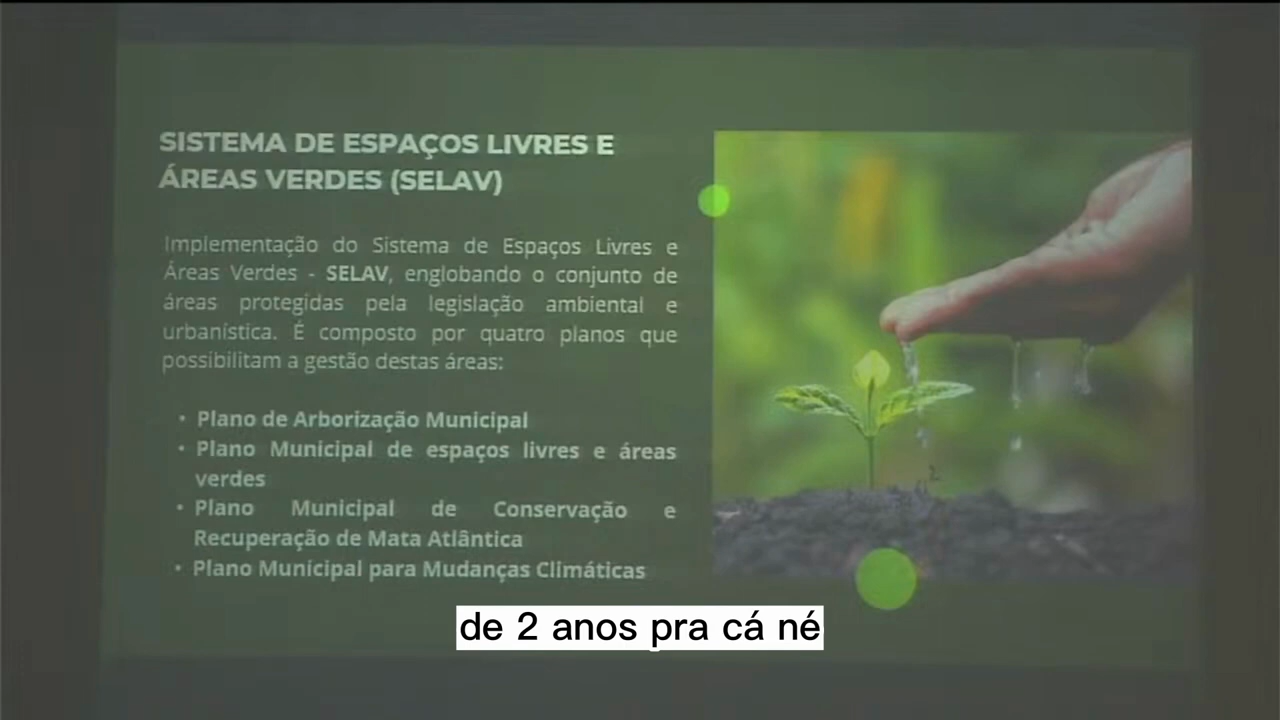 SISTEMA DE ESPAÇOS LIVRES E
ÁREAS VERDES (SELAV)
Implementação do Sistema de Espaços Livres e
Áreas Verdes - SELAV, englobando o conjunto de
áreas protegidas pela legislação ambiental e
urbanística. É composto por quatro planos que
possibilitam a gestão destas áreas:
• Plano de Arborização Municipal
• Plano Municipal de espaços livres e áreas
verdes
• Plano Municipal de Conservação e
Recuperação de Mata Atlântica
• Plano Municipal para Mudanças Climáticas
de 2 anos pra cá né